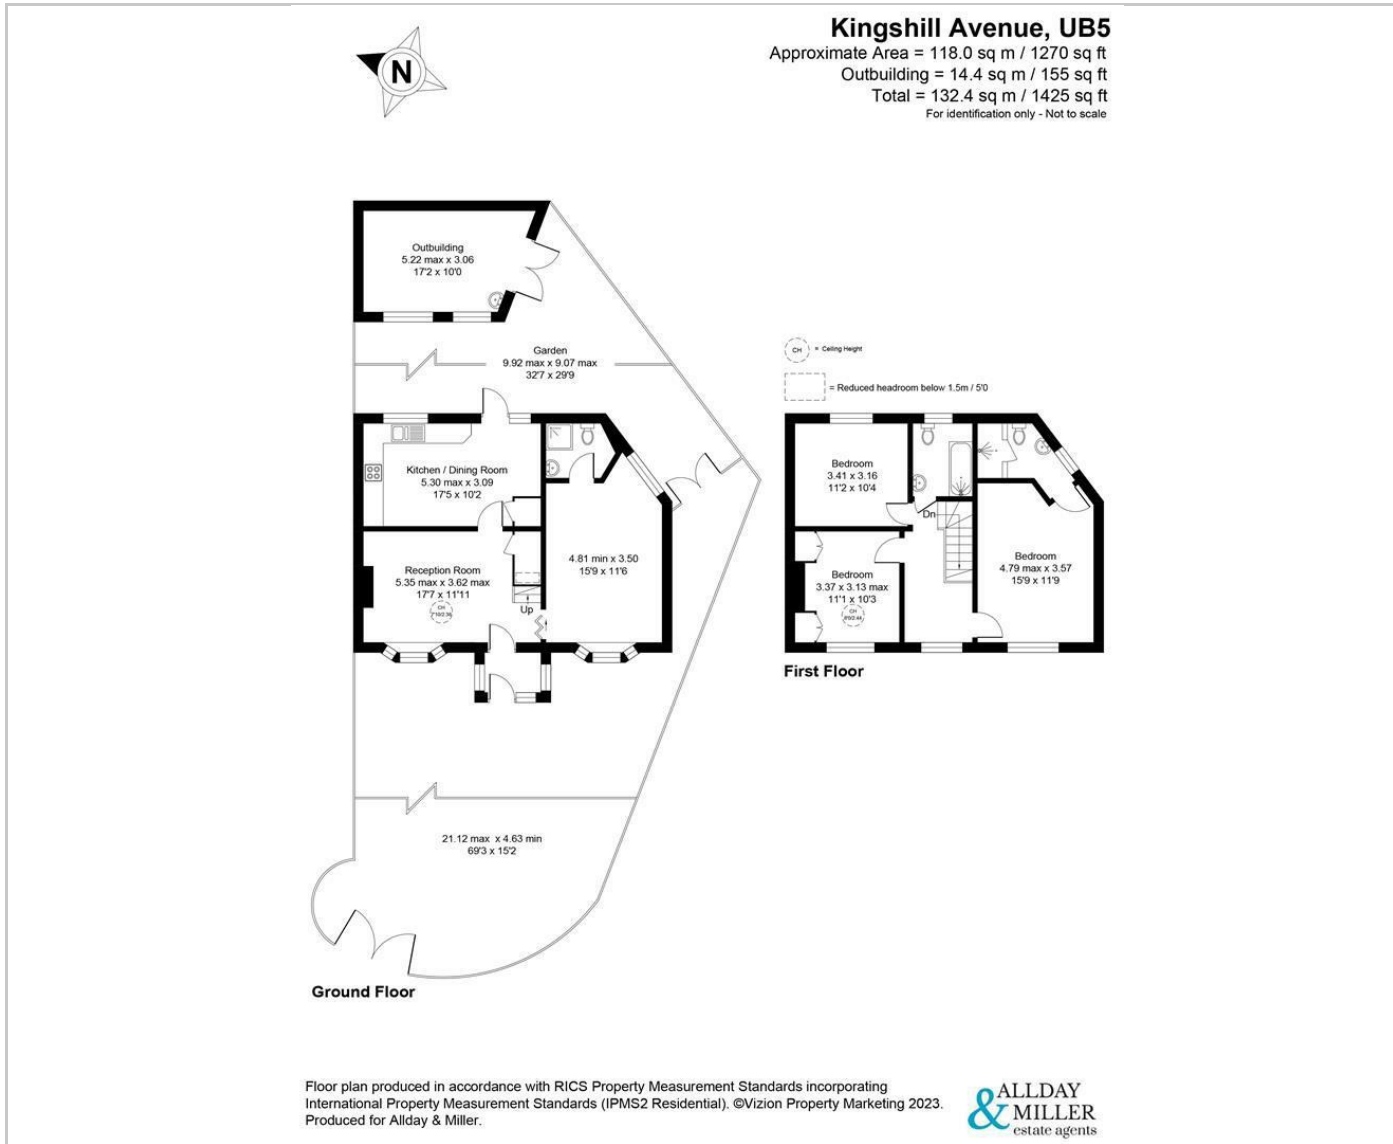 Kingshill Avenue, UB5
Approximate Area = 118.0 sq m / 1270 sq ft
Outbuilding = 14.4 sq m / 155 sq ft
Total = 132.4 sq m / 1425 sq ft
For identification only - Not to scale
N
Outbuilding
5.22 max x 3.06
17'2 x 10'0
Garden
9.92 max x 9.07 max
32'7 x 29'9
Kitchen / Dining Room
5.30 max x 3.09
17'5 x 10'2
Reception Room
5.35 max x 3.62 max
17'7 x 11'11
CH
Up
4.81 min x 3.50
15'9 x 11'6
21.12 max x 4.63 min
69'3 x 15'2
Ground Floor
CH = Ceiling Height
= Reduced headroom below 1.5m / 5'0
Bedroom
3.41 x 3.16
11'2 x 10'4
Dn
Bedroom
3.37 x 3.13 max
11'1 x 10'3
CH
Bedroom
4.79 max x 3.57
15'9 x 11'9
First Floor
Floor plan produced in accordance with RICS Property Measurement Standards incorporating
International Property Measurement Standards (IPMS2 Residential). ©Vizion Property Marketing 2023.
Produced for Allday & Miller.
ALLDAY
& MILLER
estate agents